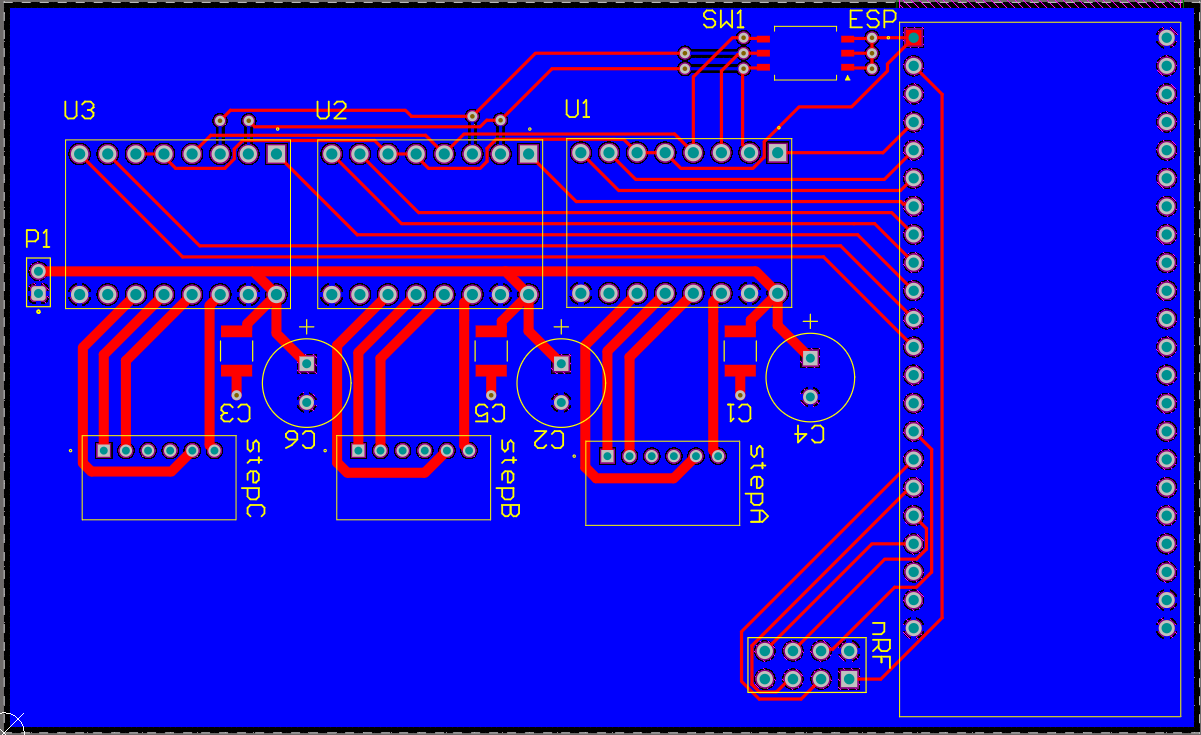 SW1
ESP
U3
U2
U1
P1
+
+
+
C3
C6
C5
C2
C1
C4
stepC
stepB
stepA
nRF